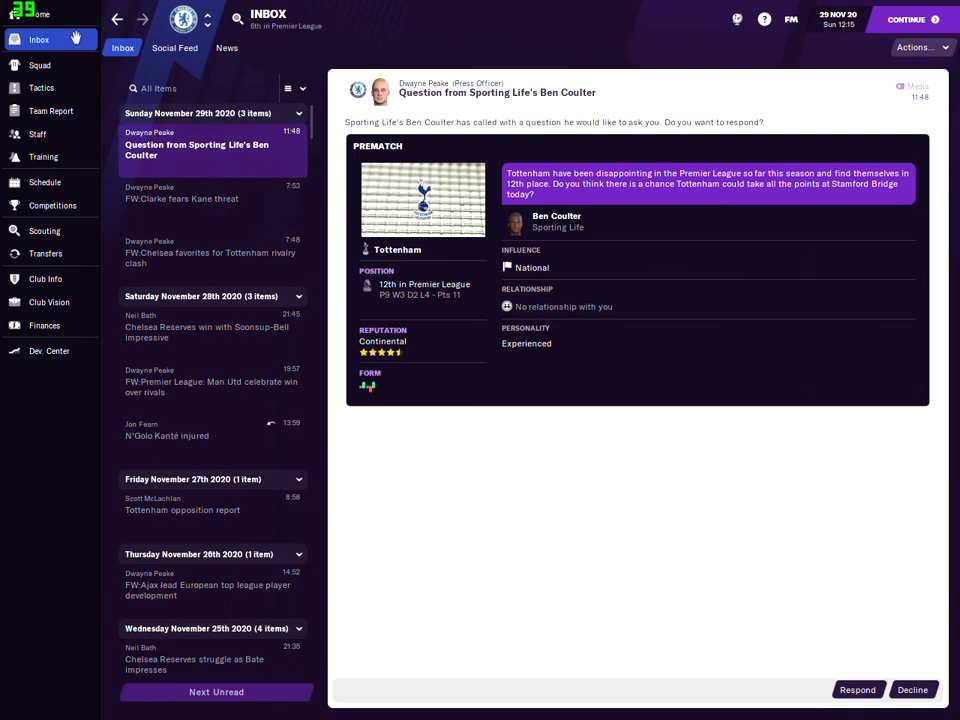 39
ome
Inbox
Squad
Tactics
Team Report
Staff
Training
Schedule
Competitions
Scouting
Transfers
Club Info
Club Vision
Finances
Dev. Center
INBOX
6th in Premier League
FM
29 NOV 20
Sun 12:15
CONTINUE
Inbox
Social Feed
News
Actions...
All Items
Sunday November 29th 2020 (3 items)
Dwayne Peake
11:48
Question from Sporting Life's Ben
Coulter
Dwayne Peake
7:53
FW:Clarke fears Kane threat
Dwayne Peake
7:48
FW:Chelsea favorites for Tottenham rivalry
clash
Saturday November 28th 2020 (3 items)
Neil Bath
21:45
Chelsea Reserves win with Soonsup-Bell
impressive
Dwayne Peake
19:57
FW:Premier League: Man Utd celebrate win
over rivals
Jon Fearn
13:59
N'Golo Kanté injured
Friday November 27th 2020 (1 item)
Scott McLachlan
8:58
Tottenham opposition report
Thursday November 26th 2020 (1 item)
Dwayne Peake
14:52
FW:Ajax lead European top league player
development
Wednesday November 25th 2020 (4 items)
Neil Bath
21:35
Chelsea Reserves struggle as Bate
impresses
Next Unread
Dwayne Peake (Press Officer)
Question from Sporting Life's Ben Coulter
Media
11:48
Sporting Life's Ben Coulter has called with a question he would like to ask you. Do you want to respond?
PREMATCH
Tottenham
POSITION
12th in Premier League
P9 W3 D2 L4 - Pts 11
REPUTATION
Continental
FORM
Tottenham have been disappointing in the Premier League so far this season and find themselves in
12th place. Do you think there is a chance Tottenham could take all the points at Stamford Bridge
today?
Ben Coulter
Sporting Life
INFLUENCE
National
RELATIONSHIP
No relationship with you
PERSONALITY
Experienced
Respond
Decline